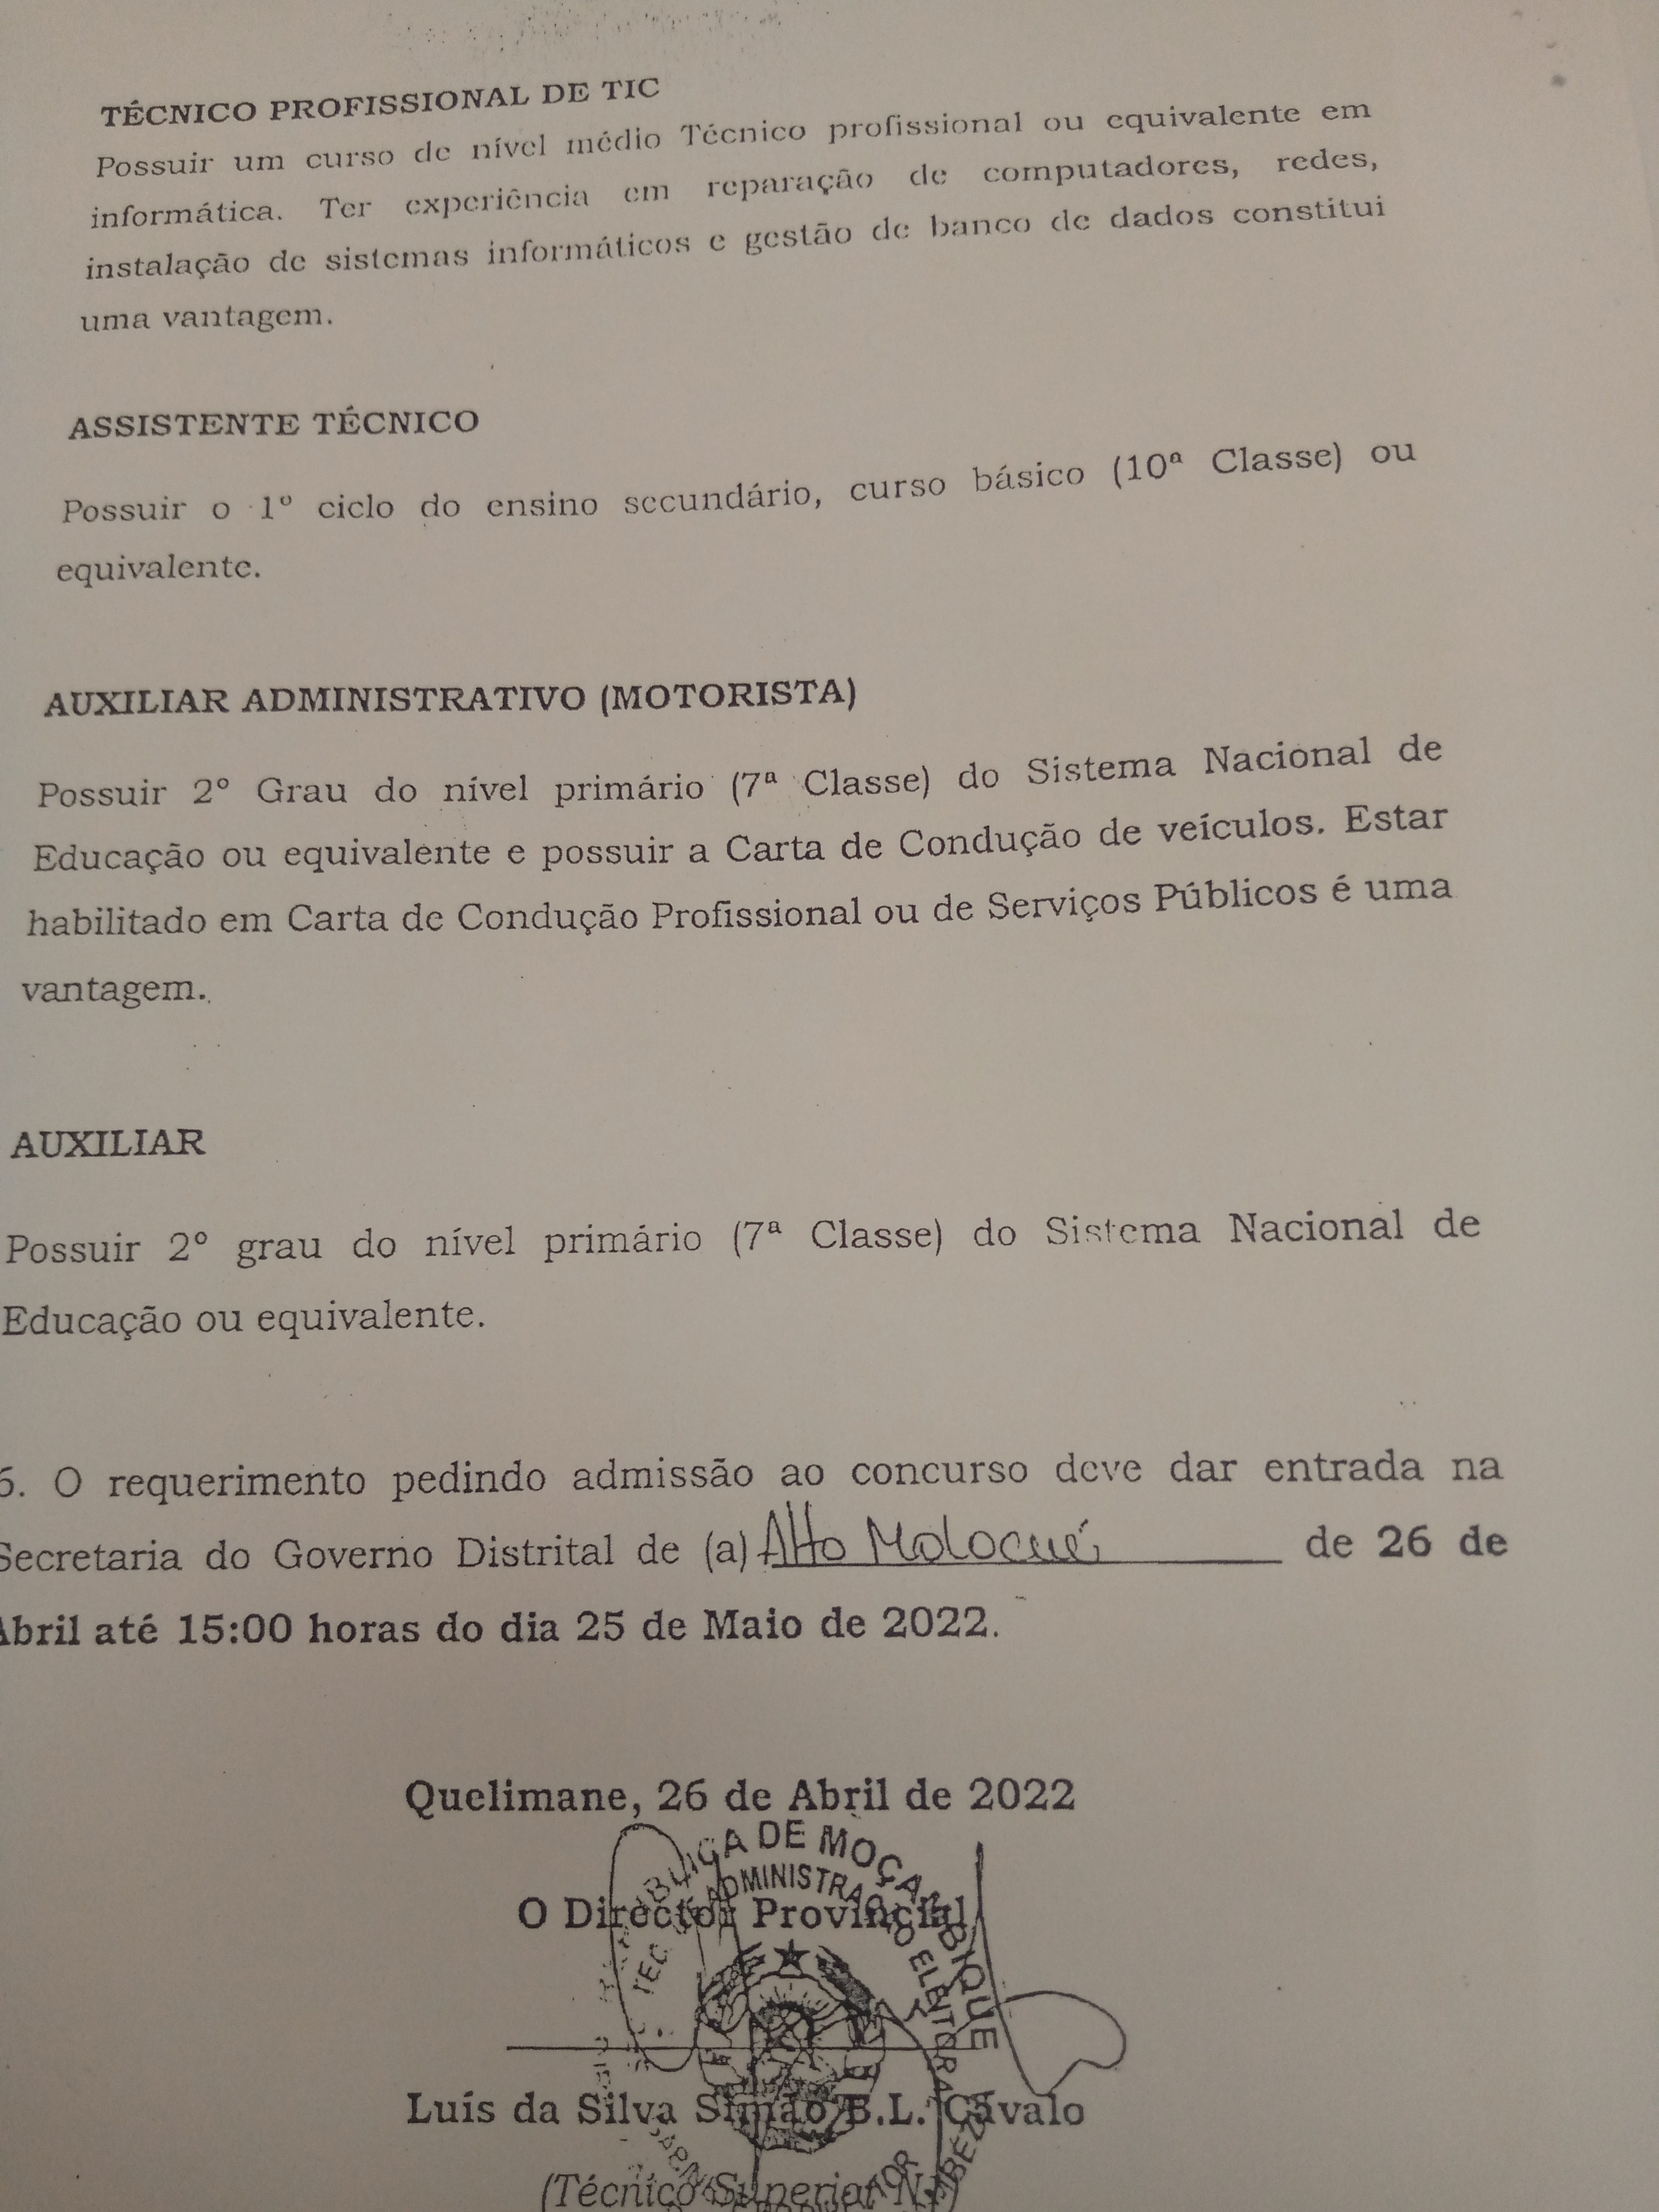 TÉCNICO PROFISSIONAL DE TIC
Possuir um curso de nível médio Técnico profissional ou equivalente em
informática. Ter experiência em reparação de computadores, redes,
instalação de sistemas informáticos e gestão de banco de dados constitui
uma vantagem.
ASSISTENTE TÉCNICO
Possuir o 1º ciclo do ensino secundário, curso básico (10ª Classe) ou
equivalente.
AUXILIAR ADMINISTRATIVO (MOTORISTA)
Possuir 2º Grau do nível primário (7ª Classe) do Sistema Nacional de
Educação ou equivalente e possuir a Carta de Condução de veículos. Estar
habilitado em Carta de Condução Profissional ou de Serviços Públicos é uma
vantagem.
AUXILIAR
Possuir 2º grau do nível primário (7ª Classe) do Sistema Nacional de
Educação ou equivalente.
6. O requerimento pedindo admissão ao concurso deve dar entrada na
Secretaria do Governo Distrital de (a) Alto Molocué de 26 de
Abril até 15:00 horas do dia 25 de Maio de 2022.
Quelimane, 26 de Abril de 2022
DE MOÇAMBIQUE
ADMINISTRAÇÃO ELEITORAL
O Director Provincial
Luís da Silva Simão B.L. Cavalo
(Técnico Superior